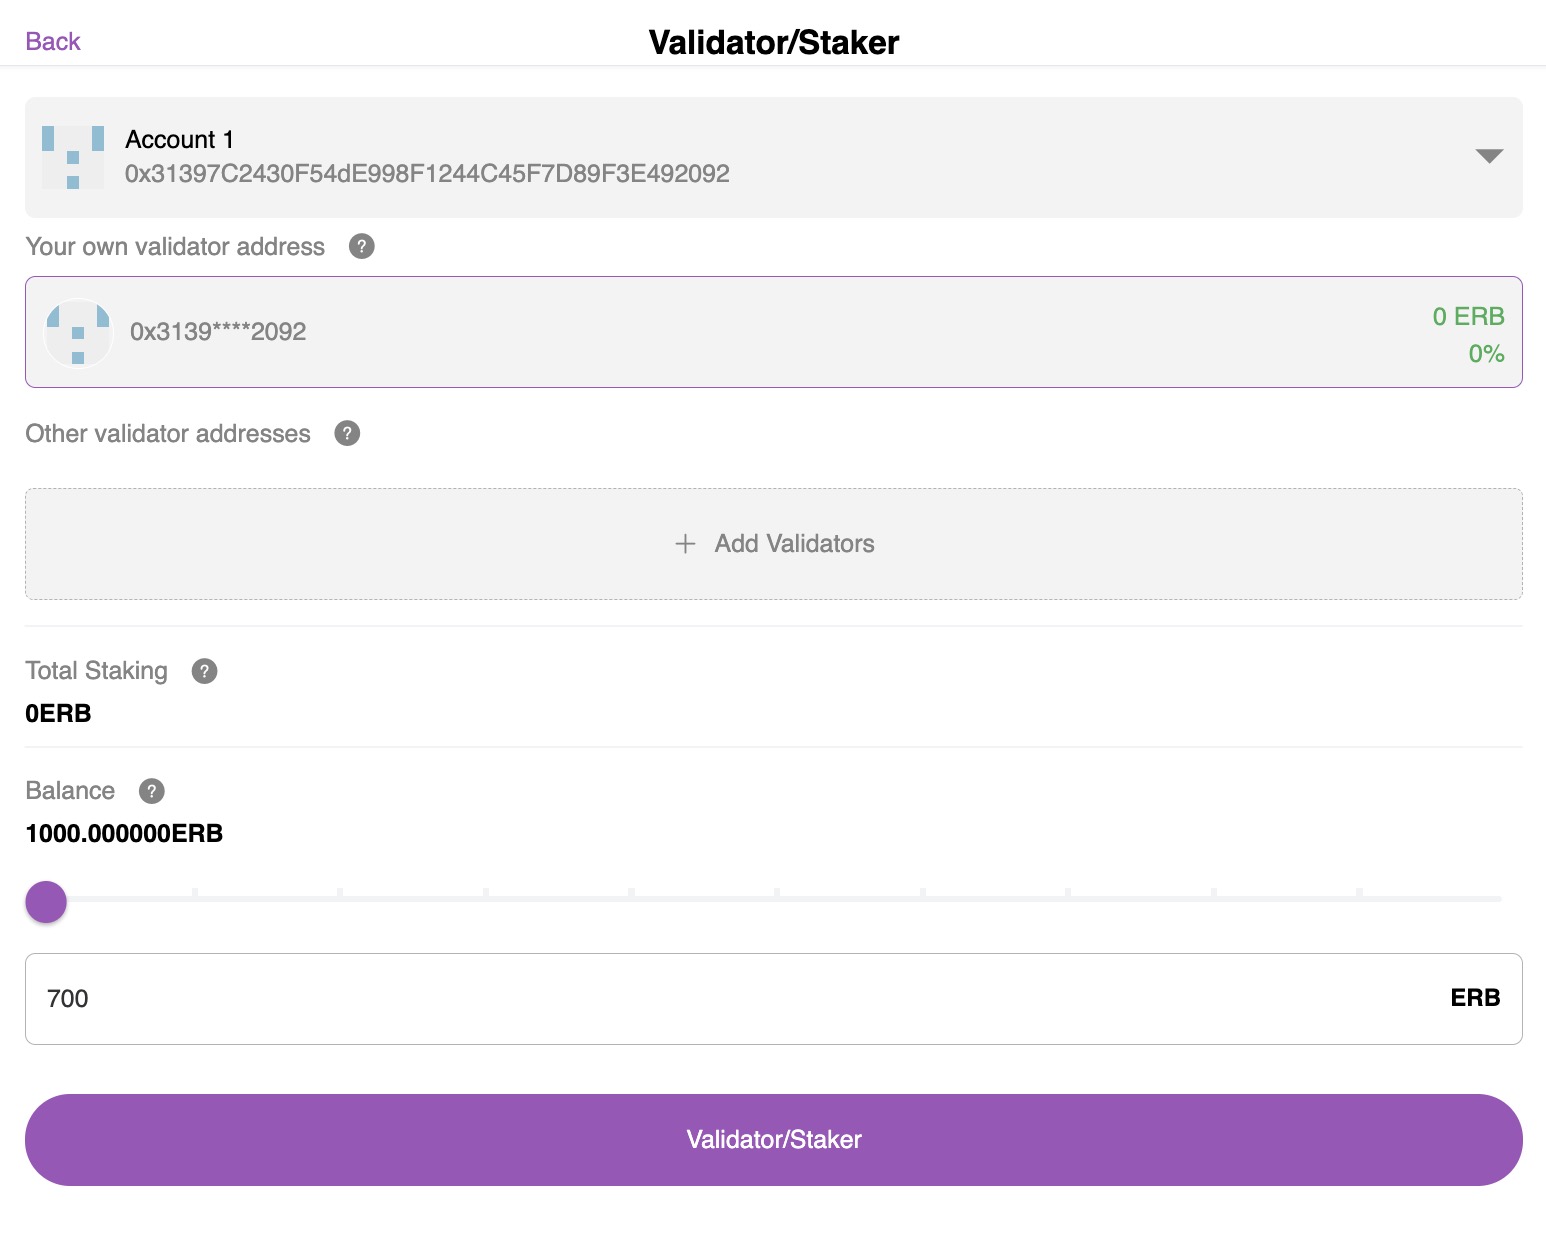 Back
Validator/Staker
Account 1
0x31397C2430F54dE998F1244C45F7D89F3E492092
Your own validator address ?
0x3139****2092
0 ERB
0%
Other validator addresses ?
+ Add Validators
Total Staking ?
0ERB
Balance ?
1000.000000ERB
700 ERB
Validator/Staker